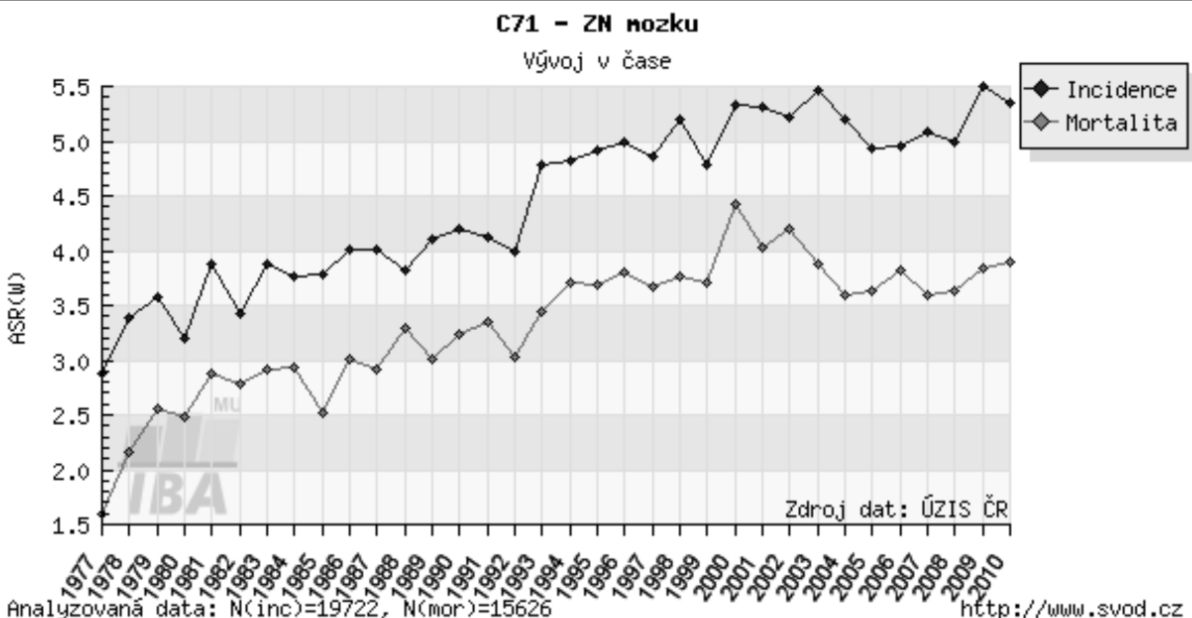 C71 - ZN mozku
Vývoj v čase
Incidence
Mortalita
ASR(W)
5.5
5.0
4.5
4.0
3.5
3.0
2.5
2.0
1.5
MU
IBA
Zdroj dat: ÚZIS ČR
1977 1978 1979 1980 1981 1982 1983 1984 1985 1986 1987 1988 1989 1990 1991 1992 1993 1994 1995 1996 1997 1998 1999 2000 2001 2002 2003 2004 2005 2006 2007 2008 2009 2010
Analyzovaná data: N(inc)=19722, N(mor)=15626
http://www.svod.cz